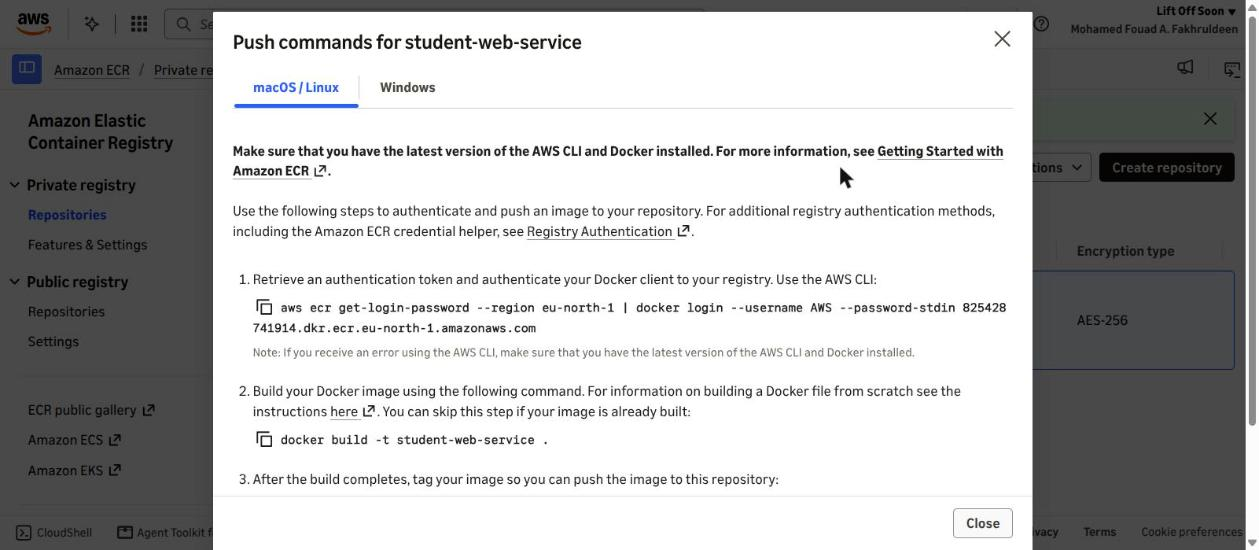 aws
Se
Lift Off Soon ▼
Mohamed Fouad A. Fakhruldeen
Amazon ECR / Private re
Amazon Elastic
Container Registry
Private registry
Repositories
Features & Settings
Public registry
Repositories
Settings
ECR public gallery
Amazon ECS
Amazon EKS
Push commands for student-web-service
macOS / Linux
Windows
Make sure that you have the latest version of the AWS CLI and Docker installed. For more information, see Getting Started with
Amazon ECR .
Use the following steps to authenticate and push an image to your repository. For additional registry authentication methods,
including the Amazon ECR credential helper, see Registry Authentication .
1. Retrieve an authentication token and authenticate your Docker client to your registry. Use the AWS CLI:
aws ecr get-login-password --region eu-north-1 | docker login --username AWS --password-stdin 825428
741914.dkr.ecr.eu-north-1.amazonaws.com
Note: If you receive an error using the AWS CLI, make sure that you have the latest version of the AWS CLI and Docker installed.
2. Build your Docker image using the following command. For information on building a Docker file from scratch see the
instructions here . You can skip this step if your image is already built:
docker build -t student-web-service .
3. After the build completes, tag your image so you can push the image to this repository:
Close
tions
Create repository
Encryption type
AES-256
CloudShell
Agent Toolkit f
vacy
Terms
Cookie preferences